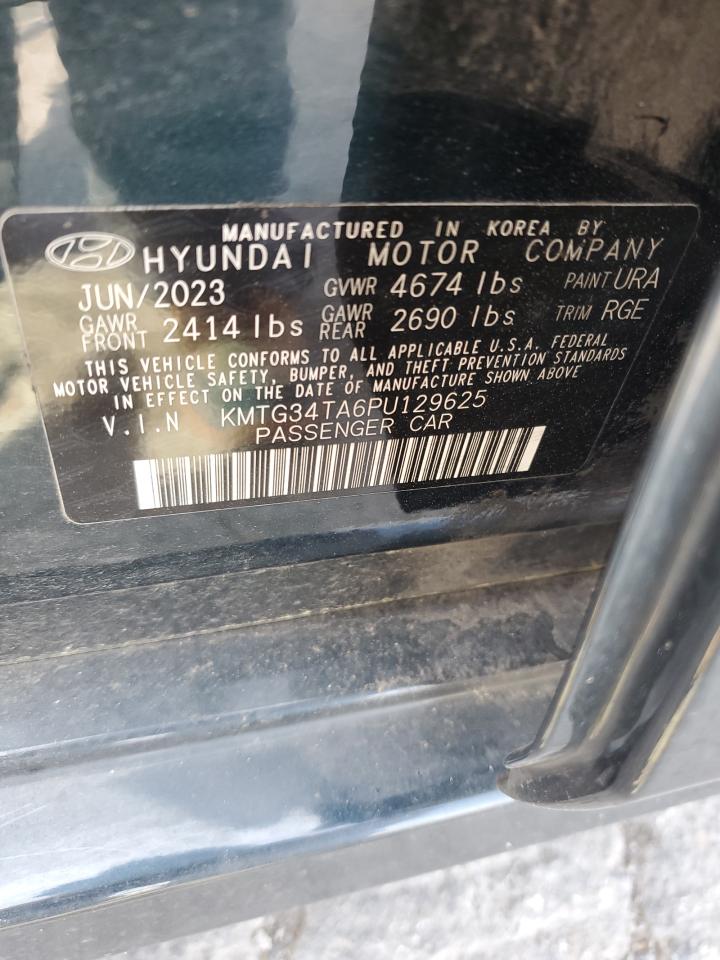 MANUFACTURED IN KOREA BY
HYUNDAI MOTOR COMPANY
JUN/2023 GVWR 4674 lbs PAINT URA
GAWR FRONT 2414 lbs GAWR REAR 2690 lbs TRIM RGE
THIS VEHICLE CONFORMS TO ALL APPLICABLE U.S.A. FEDERAL
MOTOR VEHICLE SAFETY, BUMPER, AND THEFT PREVENTION STANDARDS
IN EFFECT ON THE DATE OF MANUFACTURE SHOWN ABOVE
V.I.N KMTG34TA6PU129625
PASSENGER CAR